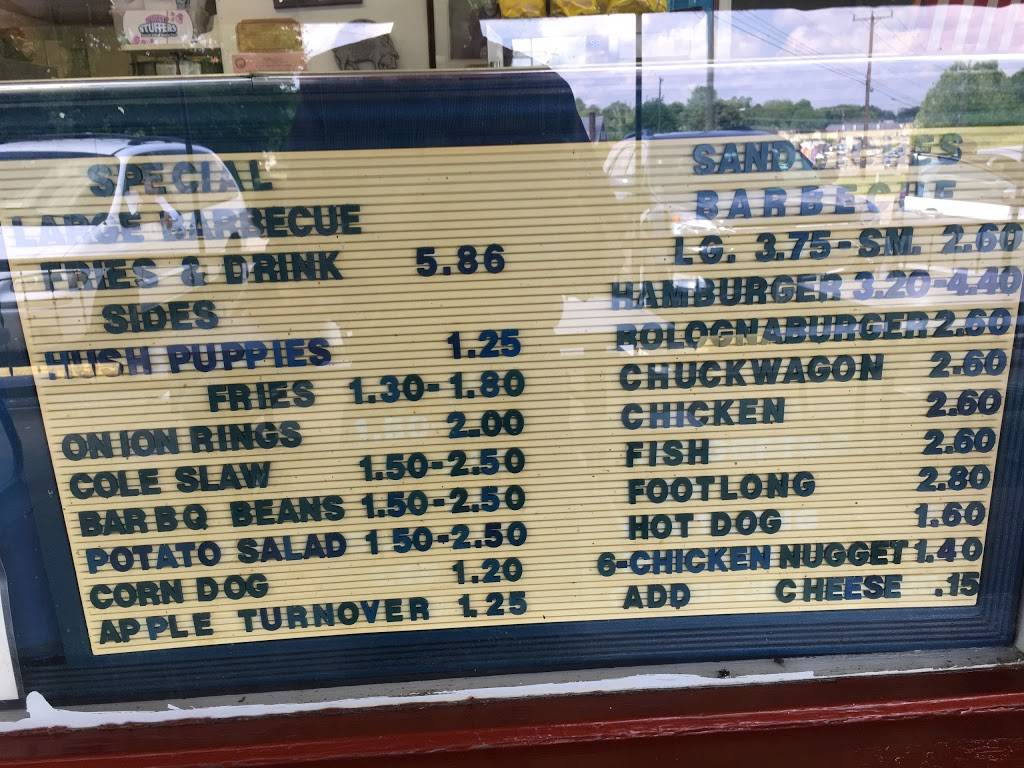 STUFFERS
SPECIAL
LARGE BARBECUE
FRIES & DRINK 5.86
SIDES
HUSH PUPPIES 1.25
FRIES 1.30-1.80
ONION RINGS 2.00
COLE SLAW 1.50-2.50
BARBQ BEANS 1.50-2.50
POTATO SALAD 1 50-2.50
CORN DOG 1.20
APPLE TURNOVER 1.25
SANDWICHES
BARBECUE
LG. 3.75-SM. 2.60
HAMBURGER 3.20-4.40
BOLOGNABURGER 2.60
CHUCKWAGON 2.60
CHICKEN 2.60
FISH 2.60
FOOTLONG 2.80
HOT DOG 1.60
6-CHICKEN NUGGET 1.40
ADD CHEESE .15